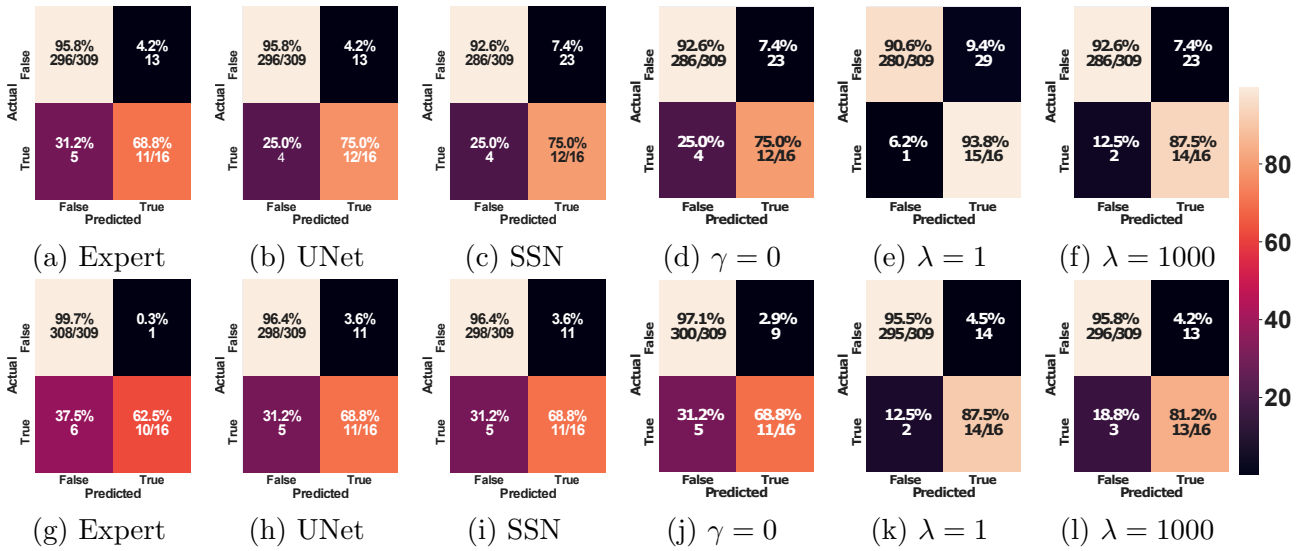 Actual False 95.8% 4.2%
296/309 13
True 31.2% 68.8%
5 11/16
False True
Predicted
(a) Expert
Actual False 95.8% 4.2%
296/309 13
True 25.0% 75.0%
4 12/16
False True
Predicted
(b) UNet
Actual False 92.6% 7.4%
286/309 23
True 25.0% 75.0%
4 12/16
False True
Predicted
(c) SSN
Actual False 92.6% 7.4%
286/309 23
True 25.0% 75.0%
4 12/16
False True
Predicted
(d) γ = 0
Actual False 90.6% 9.4%
280/309 29
True 6.2% 93.8%
1 15/16
False True
Predicted
(e) λ = 1
Actual False 92.6% 7.4%
286/309 23
True 12.5% 87.5%
2 14/16
False True
Predicted
(f) λ = 1000
Actual False 99.7% 0.3%
308/309 1
True 37.5% 62.5%
6 10/16
False True
Predicted
(g) Expert
Actual False 96.4% 3.6%
298/309 11
True 31.2% 68.8%
5 11/16
False True
Predicted
(h) UNet
Actual False 96.4% 3.6%
298/309 11
True 31.2% 68.8%
5 11/16
False True
Predicted
(i) SSN
Actual False 97.1% 2.9%
300/309 9
True 31.2% 68.8%
5 11/16
False True
Predicted
(j) γ = 0
Actual False 95.5% 4.5%
295/309 14
True 12.5% 87.5%
2 14/16
False True
Predicted
(k) λ = 1
Actual False 95.8% 4.2%
296/309 13
True 18.8% 81.2%
3 13/16
False True
Predicted
(l) λ = 1000
80
60
40
20